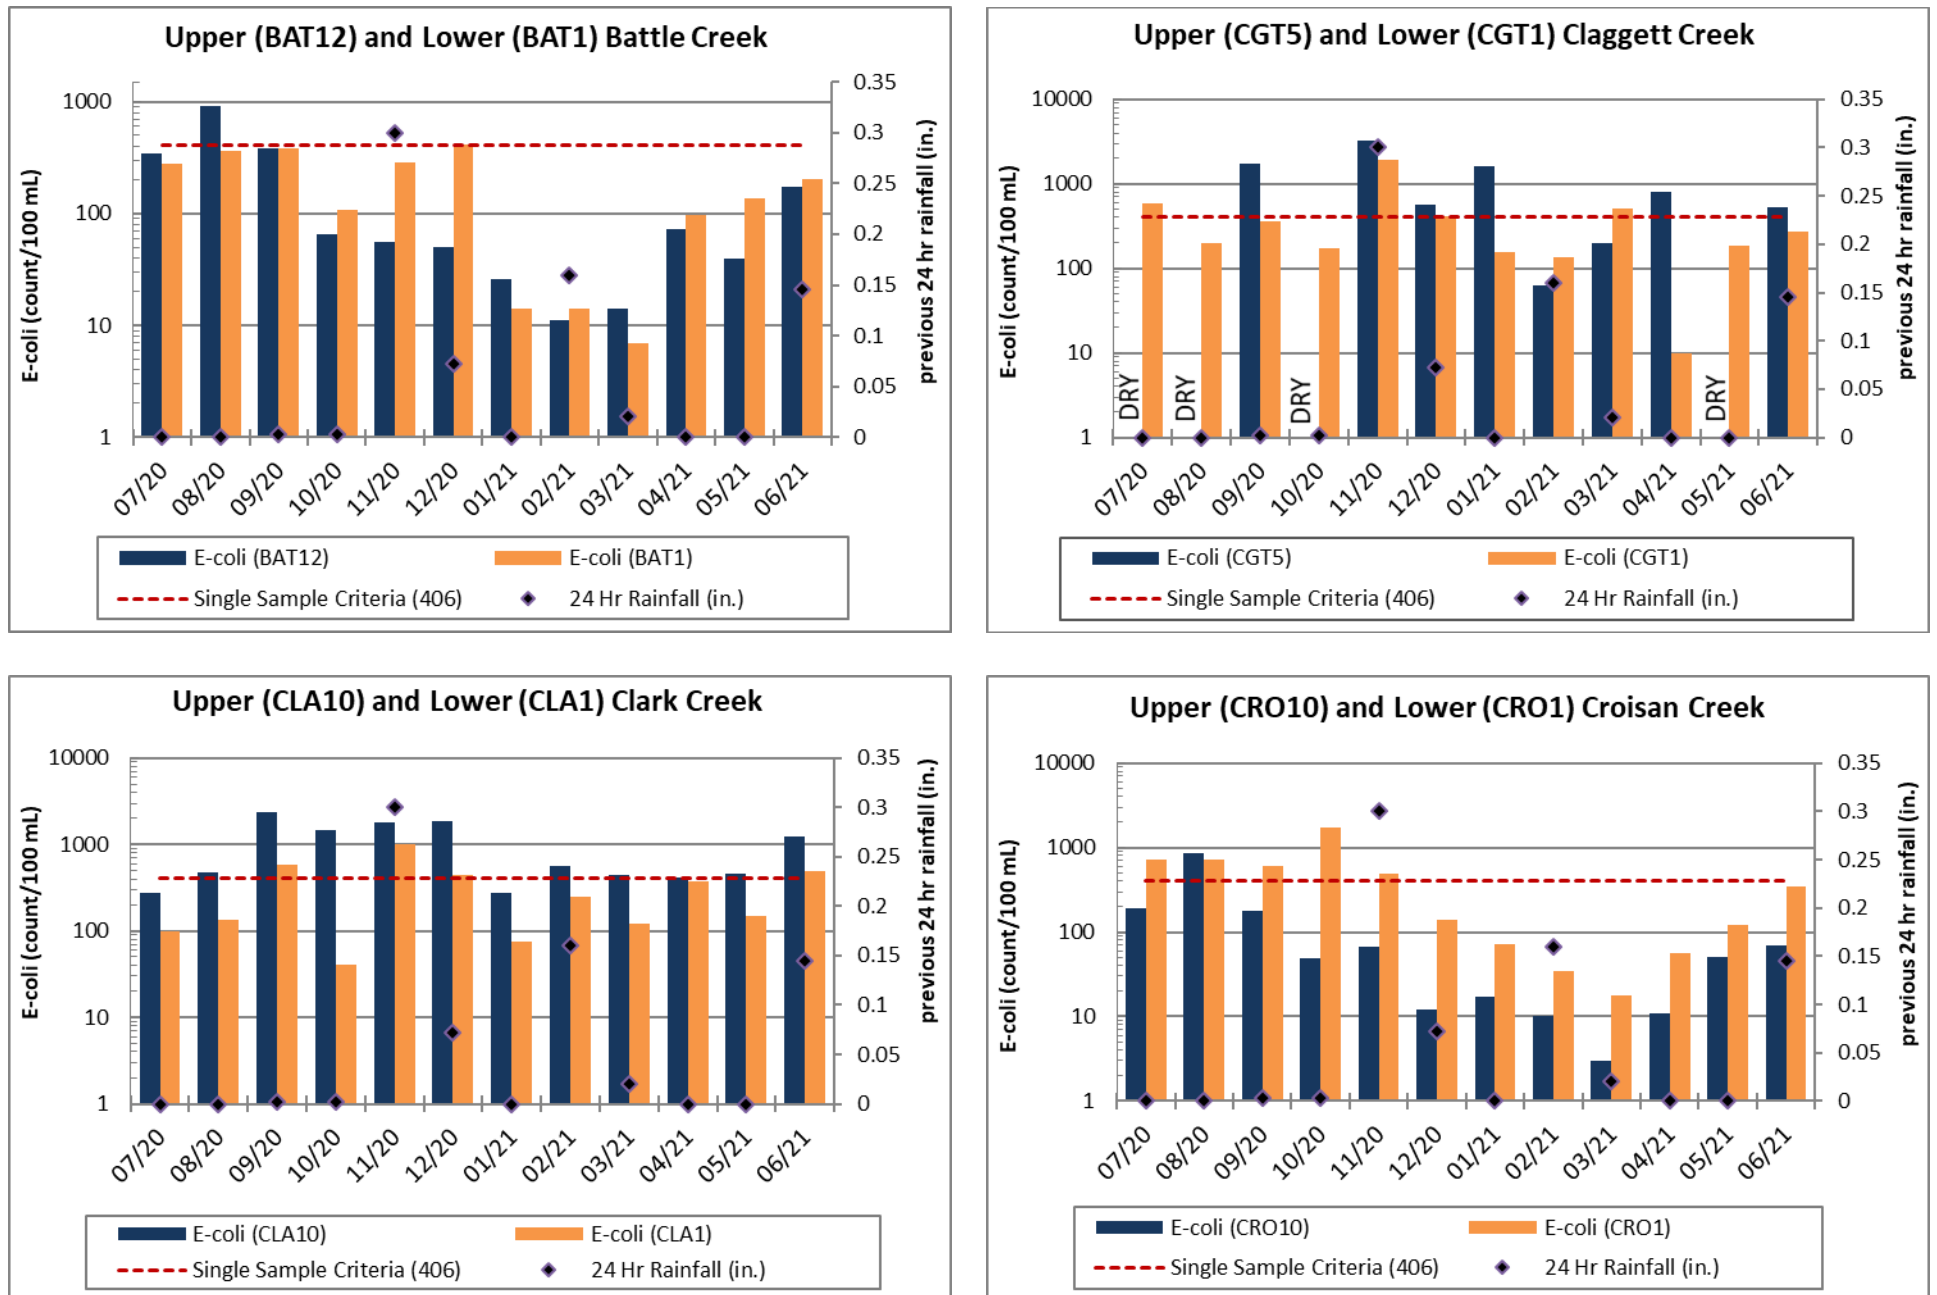 Upper (BAT12) and Lower (BAT1) Battle Creek
E-coli (count/100 mL)
1000
100
10
1
0.35
0.3
0.25
0.2
0.15
0.1
0.05
0
previous 24 hr rainfall (in.)
07/20 08/20 09/20 10/20 11/20 12/20 01/21 02/21 03/21 04/21 05/21 06/21
E-coli (BAT12) E-coli (BAT1)
Single Sample Criteria (406) 24 Hr Rainfall (in.)
Upper (CGT5) and Lower (CGT1) Claggett Creek
E-coli (count/100 mL)
10000
1000
100
10
1
DRY DRY DRY DRY
0.35
0.3
0.25
0.2
0.15
0.1
0.05
0
previous 24 hr rainfall (in.)
07/20 08/20 09/20 10/20 11/20 12/20 01/21 02/21 03/21 04/21 05/21 06/21
E-coli (CGT5) E-coli (CGT1)
Single Sample Criteria (406) 24 Hr Rainfall (in.)
Upper (CLA10) and Lower (CLA1) Clark Creek
E-coli (count/100 mL)
10000
1000
100
10
1
0.35
0.3
0.25
0.2
0.15
0.1
0.05
0
previous 24 hr rainfall (in.)
07/20 08/20 09/20 10/20 11/20 12/20 01/21 02/21 03/21 04/21 05/21 06/21
E-coli (CLA10) E-coli (CLA1)
Single Sample Criteria (406) 24 Hr Rainfall (in.)
Upper (CRO10) and Lower (CRO1) Croisan Creek
E-coli (count/100 mL)
10000
1000
100
10
1
0.35
0.3
0.25
0.2
0.15
0.1
0.05
0
previous 24 hr rainfall (in.)
07/20 08/20 09/20 10/20 11/20 12/20 01/21 02/21 03/21 04/21 05/21 06/21
E-coli (CRO10) E-coli (CRO1)
Single Sample Criteria (406) 24 Hr Rainfall (in.)